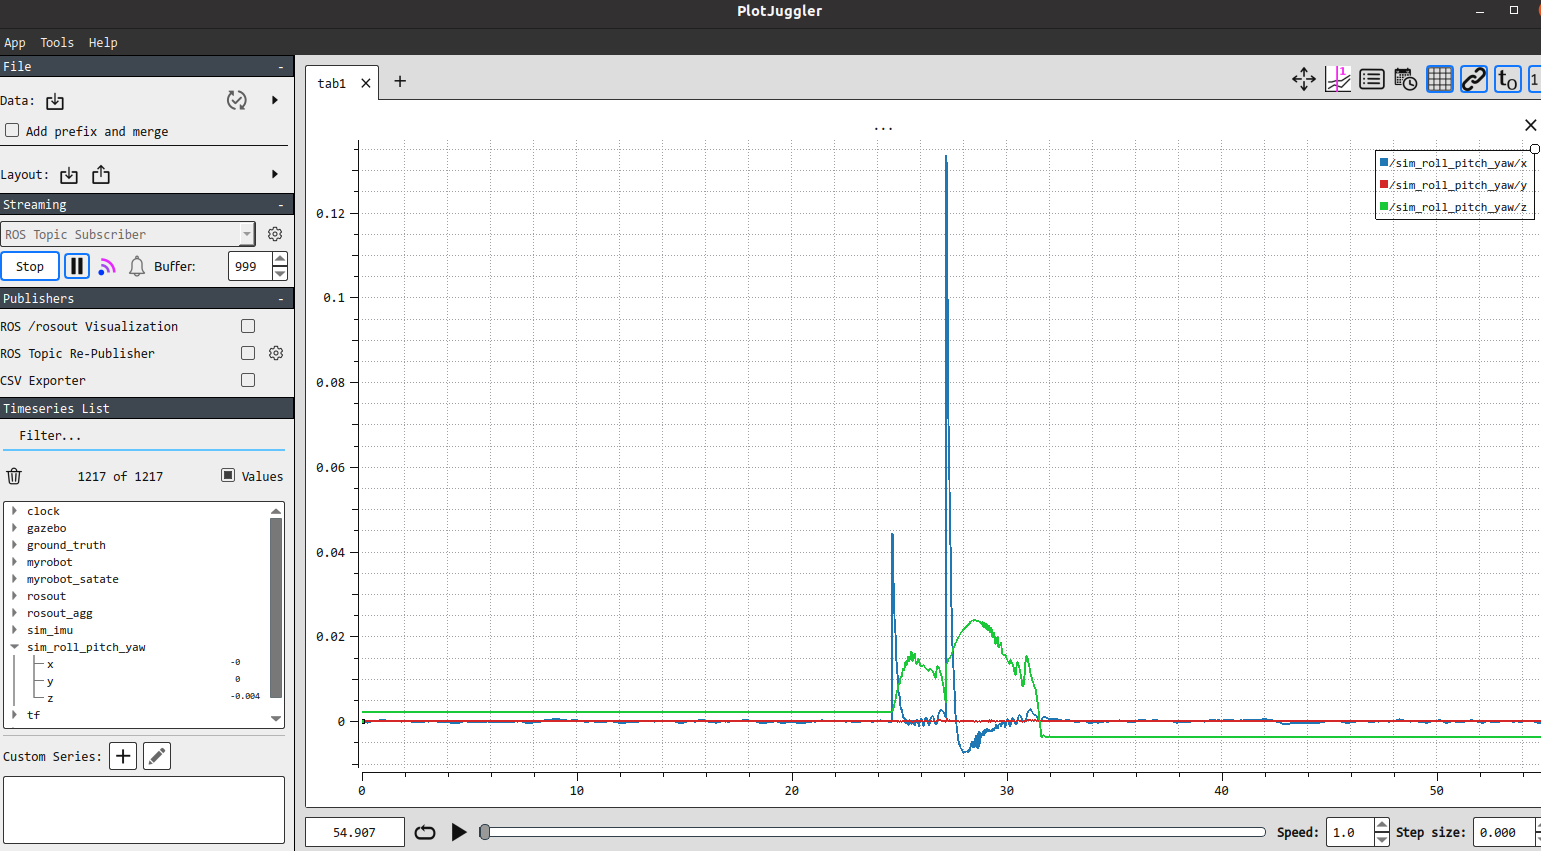 PlotJuggler
App Tools Help
File -
Data:
Add prefix and merge
Layout:
Streaming -
ROS Topic Subscriber
Stop Buffer: 999
Publishers -
ROS /rosout Visualization
ROS Topic Re-Publisher
CSV Exporter
Timeseries List
Filter...
1217 of 1217 Values
clock
gazebo
ground_truth
myrobot
myrobot_satate
rosout
rosout_agg
sim_imu
sim_roll_pitch_yaw
x -0
y 0
z -0.004
tf
Custom Series:
tab1
1
t0
1
...
/sim_roll_pitch_yaw/x
/sim_roll_pitch_yaw/y
/sim_roll_pitch_yaw/z
0.12
0.1
0.08
0.06
0.04
0.02
0
0 10 20 30 40 50
54.907 Speed: 1.0 Step size: 0.000